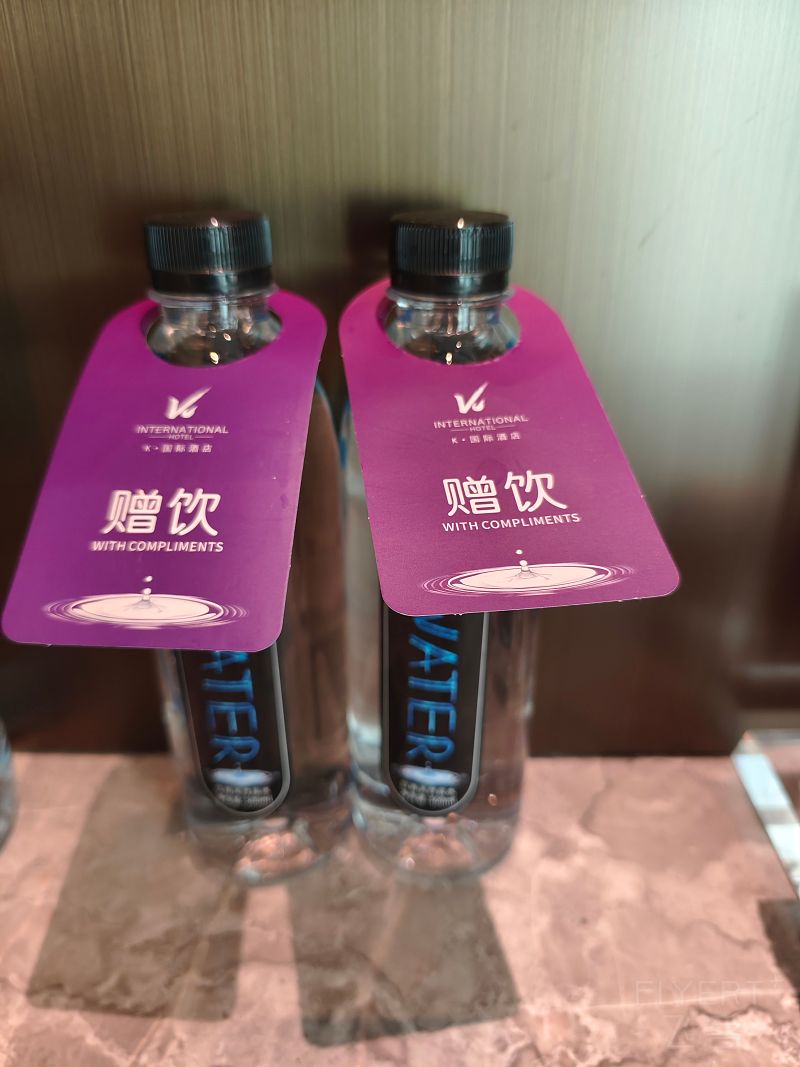 INTERNATIONAL
HOTEL
K·国际酒店
赠饮
WITH COMPLIMENTS
WATER
INTERNATIONAL
HOTEL
K·国际酒店
赠饮
WITH COMPLIMENTS
WATER
FLYERT